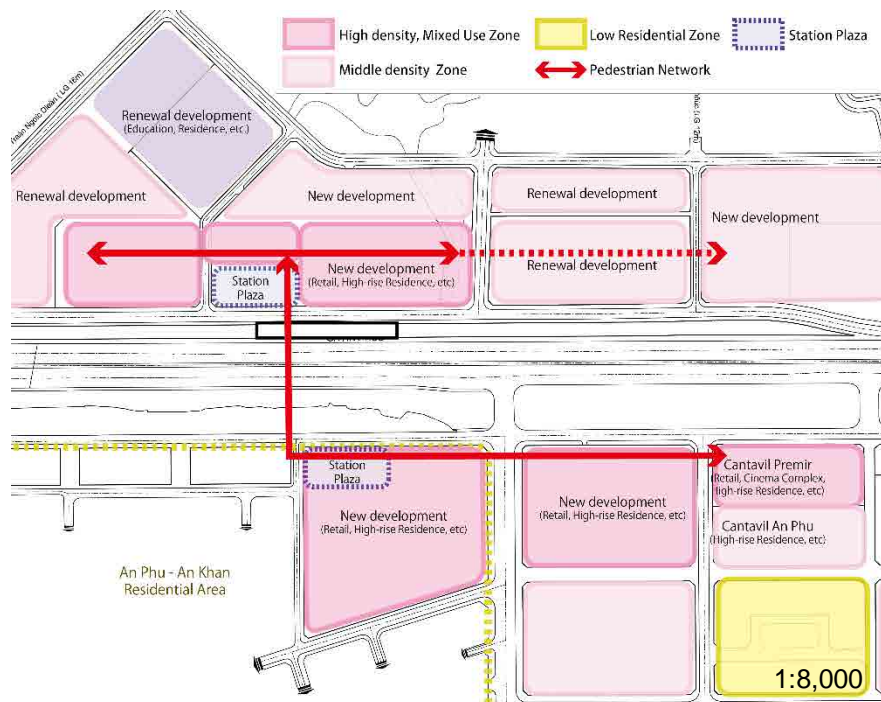 High density, Mixed Use Zone
Low Residential Zone
Station Plaza
Middle density Zone
Pedestrian Network
Renewal development
(Education, Residence, etc.)
Renewal development
New development
Renewal development
New development
Station
Plaza
New development
(Retail, High-rise Residence, etc)
Renewal development
Station
Plaza
New development
(Retail, High-rise Residence, etc)
New development
(Retail, High-rise Residence, etc)
Cantavil Premir
(Retail, Cinema Complex,
High-rise Residence, etc)
Cantavil An Phu
(High-rise Residence, etc)
An Phu - An Khan
Residential Area
1:8,000